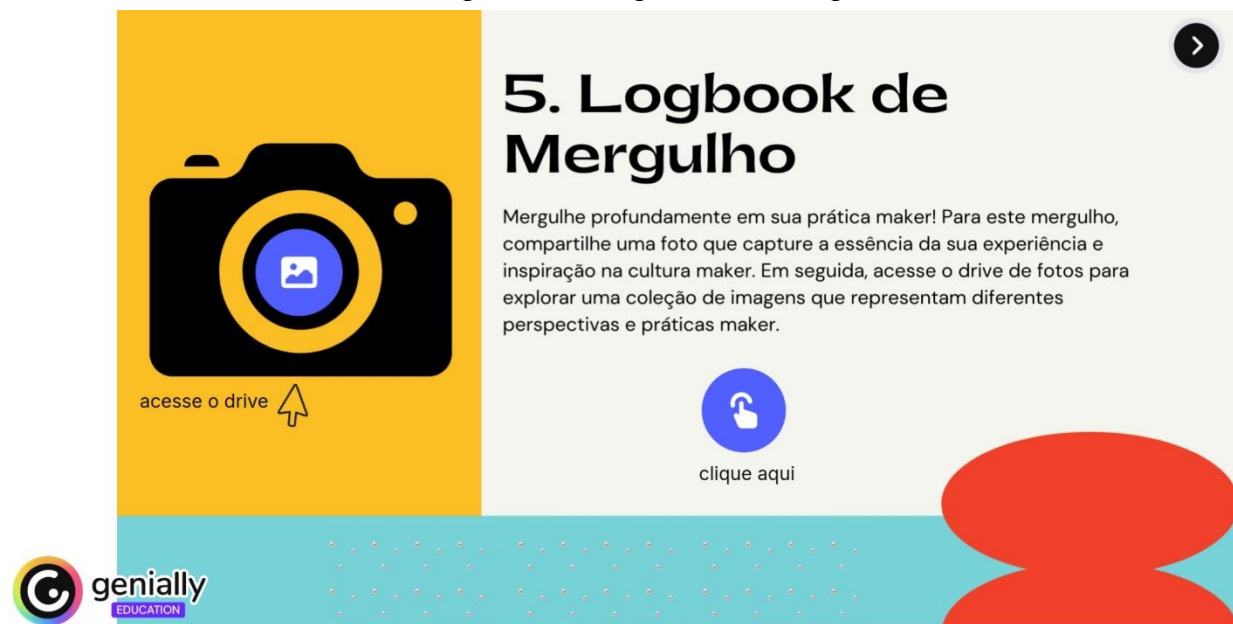 5. Logbook de
Mergulho
Mergulhe profundamente em sua prática maker! Para este mergulho,
compartilhe uma foto que capture a essência da sua experiência e
inspiração na cultura maker. Em seguida, acesse o drive de fotos para
explorar uma coleção de imagens que representam diferentes
perspectivas e práticas maker.
acesse o drive
clique aqui
genially
EDUCATION